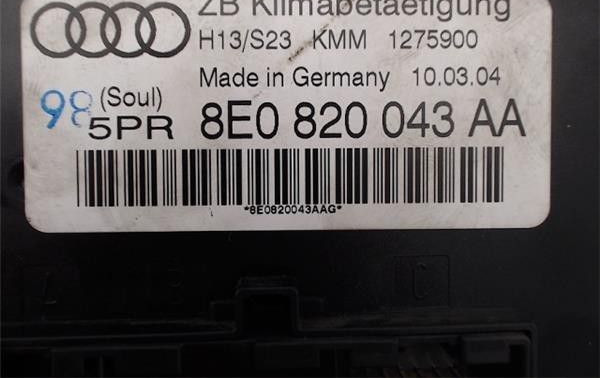 ZB Klimabetaetigung
H13/S23 KMM 1275900
Made in Germany 10.03.04
98 (Soul)
5PR 8E0 820 043 AA
*8E0820043AAG*
C